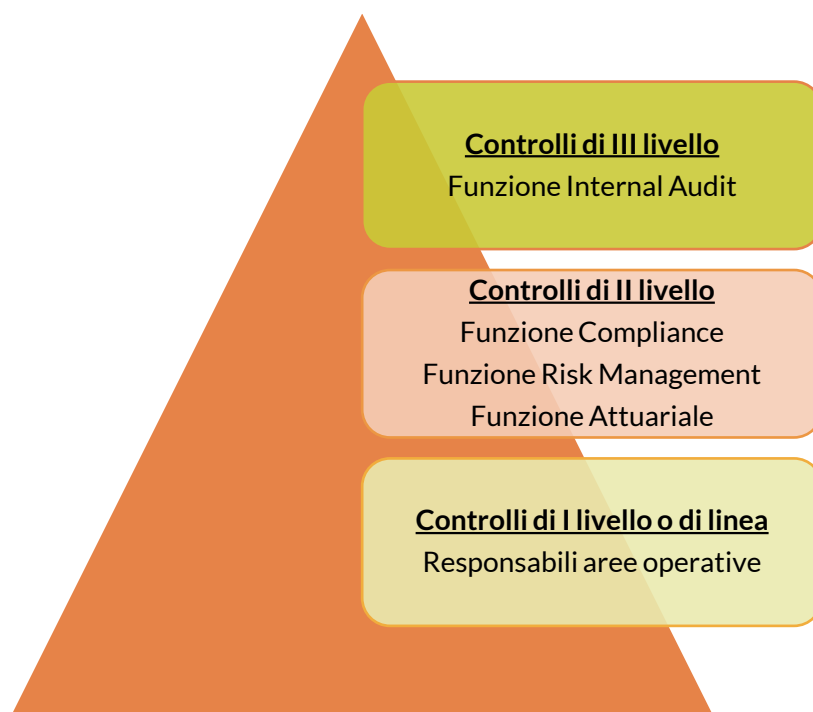 Controlli di III livello
Funzione Internal Audit
Controlli di II livello
Funzione Compliance
Funzione Risk Management
Funzione Attuariale
Controlli di I livello o di linea
Responsabili aree operative